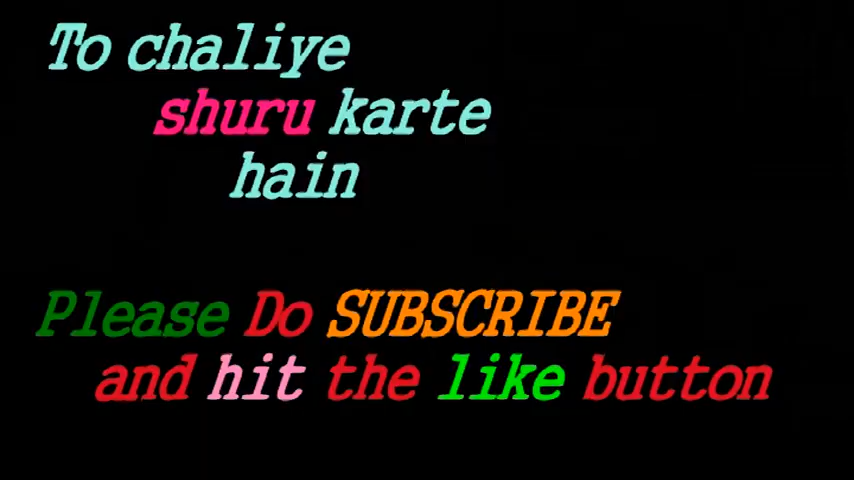 To chaliye
shuru karte
hain
Please Do SUBSCRIBE
and hit the like button